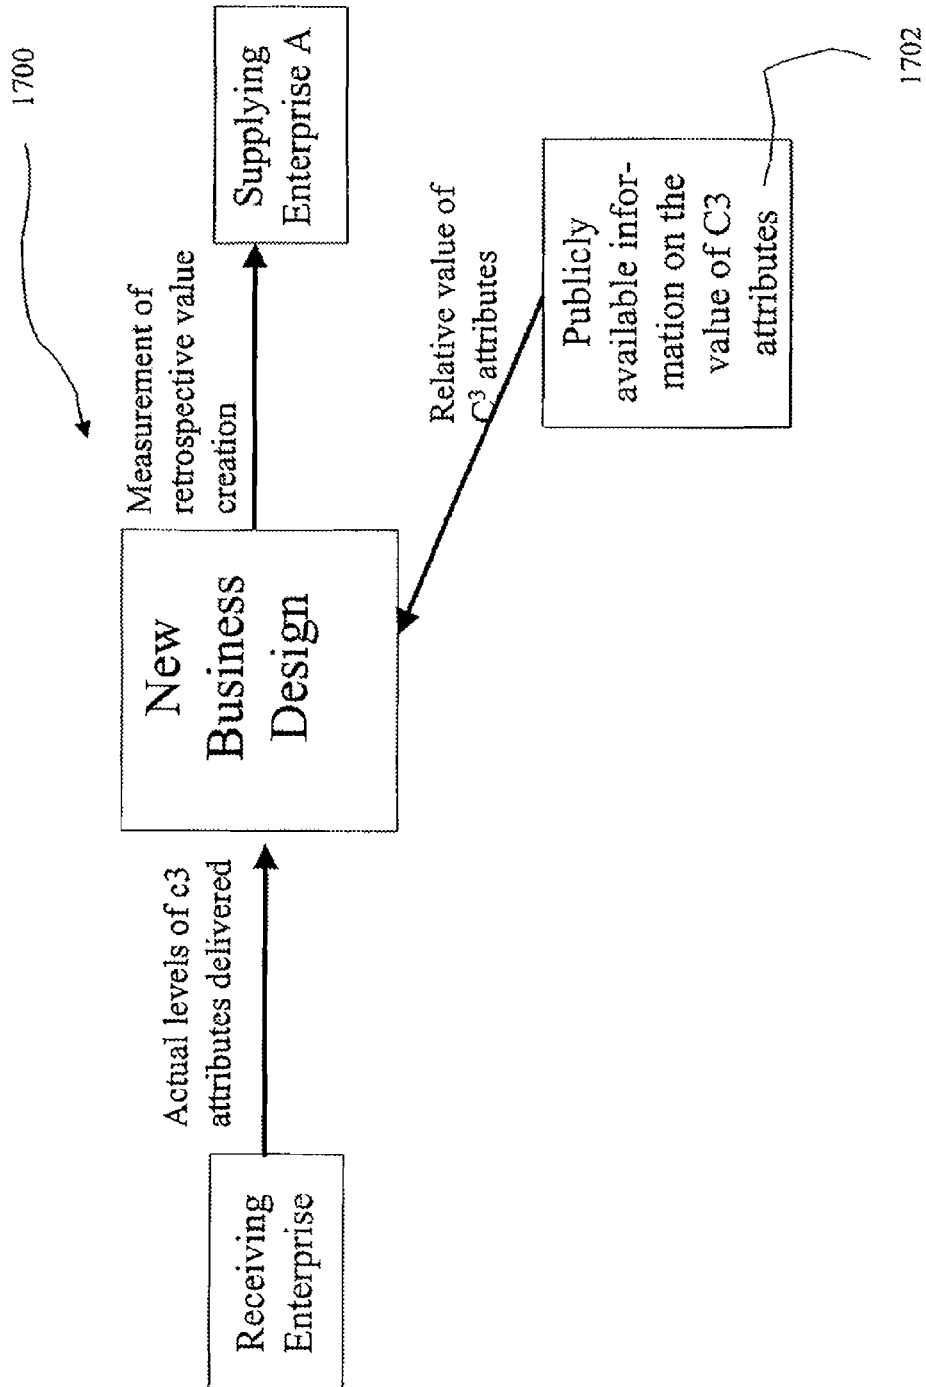 1700
Receiving
Enterprise
Actual levels of c3
attributes delivered
New
Business
Design
Measurement of
retrospective value
creation
Supplying
Enterprise A
Relative value of
C³ attributes
Publicly
available infor-
mation on the
value of C3
attributes
1702